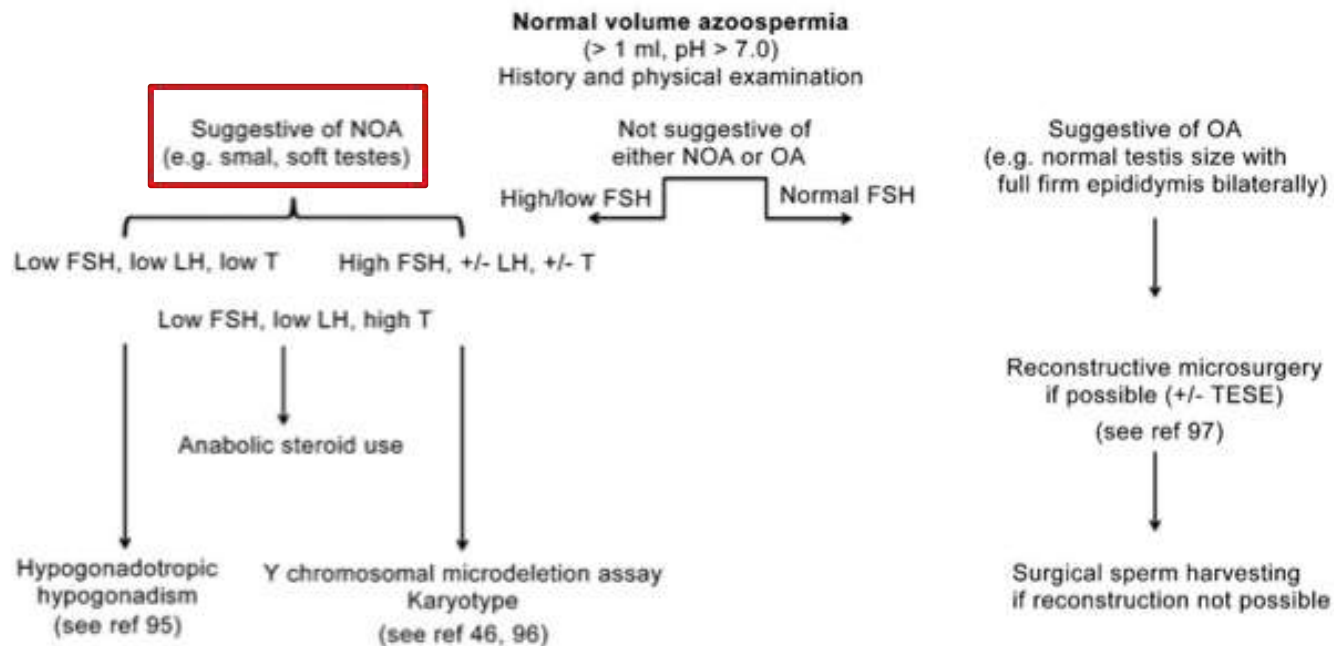 Normal volume azoospermia
(> 1 ml, pH > 7.0)
History and physical examination
Suggestive of NOA
(e.g. smal, soft testes)
Not suggestive of
either NOA or OA
High/low FSH
Normal FSH
Suggestive of OA
(e.g. normal testis size with
full firm epididymis bilaterally)
Low FSH, low LH, low T
High FSH, +/- LH, +/- T
Low FSH, low LH, high T
Anabolic steroid use
Hypogonadotropic
hypogonadism
(see ref 95)
Y chromosomal microdeletion assay
Karyotype
(see ref 46, 96)
Reconstructive microsurgery
if possible (+/- TESE)
(see ref 97)
Surgical sperm harvesting
if reconstruction not possible